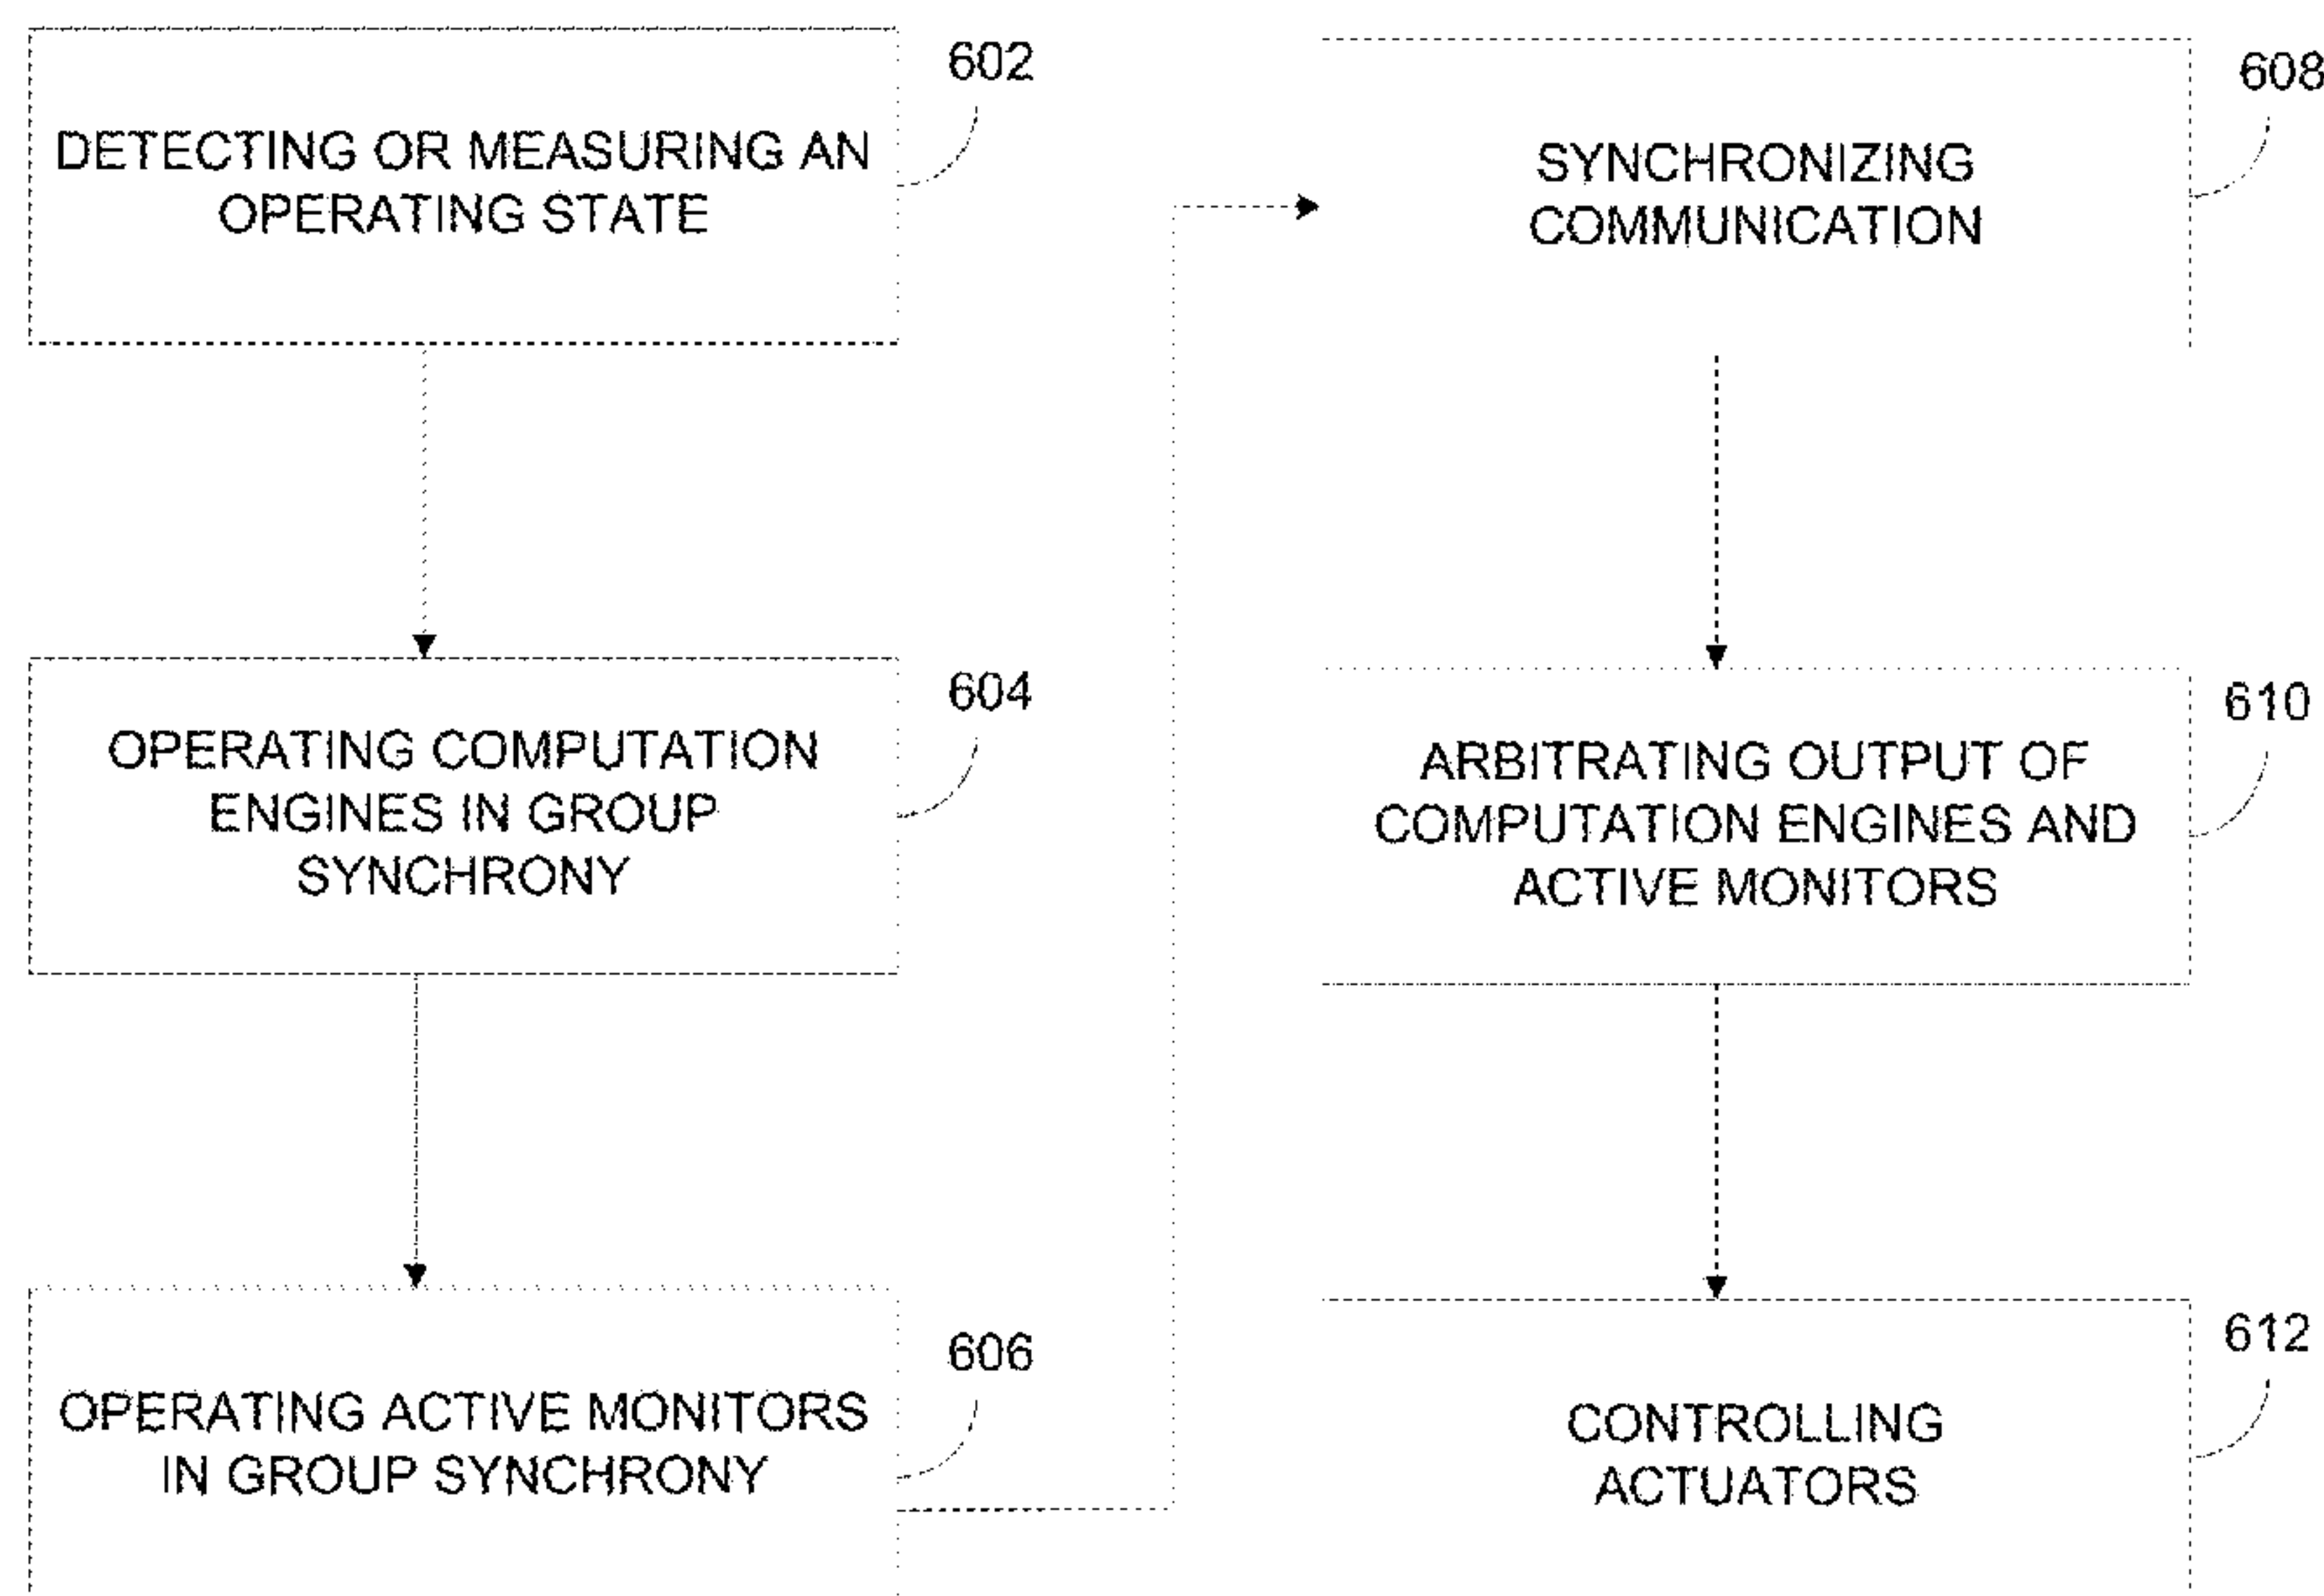 602
DETECTING OR MEASURING AN
OPERATING STATE
604
OPERATING COMPUTATION
ENGINES IN GROUP
SYNCHRONY
606
OPERATING ACTIVE MONITORS
IN GROUP SYNCHRONY
608
SYNCHRONIZING
COMMUNICATION
610
ARBITRATING OUTPUT OF
COMPUTATION ENGINES AND
ACTIVE MONITORS
612
CONTROLLING
ACTUATORS